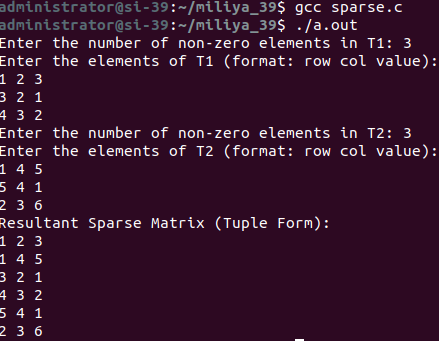 administrator@si-39:~/miliya_39$ gcc sparse.c
administrator@si-39:~/miliya_39$ ./a.out
Enter the number of non-zero elements in T1: 3
Enter the elements of T1 (format: row col value):
1 2 3
3 2 1
4 3 2
Enter the number of non-zero elements in T2: 3
Enter the elements of T2 (format: row col value):
1 4 5
5 4 1
2 3 6
Resultant Sparse Matrix (Tuple Form):
1 2 3
1 4 5
3 2 1
4 3 2
5 4 1
2 3 6